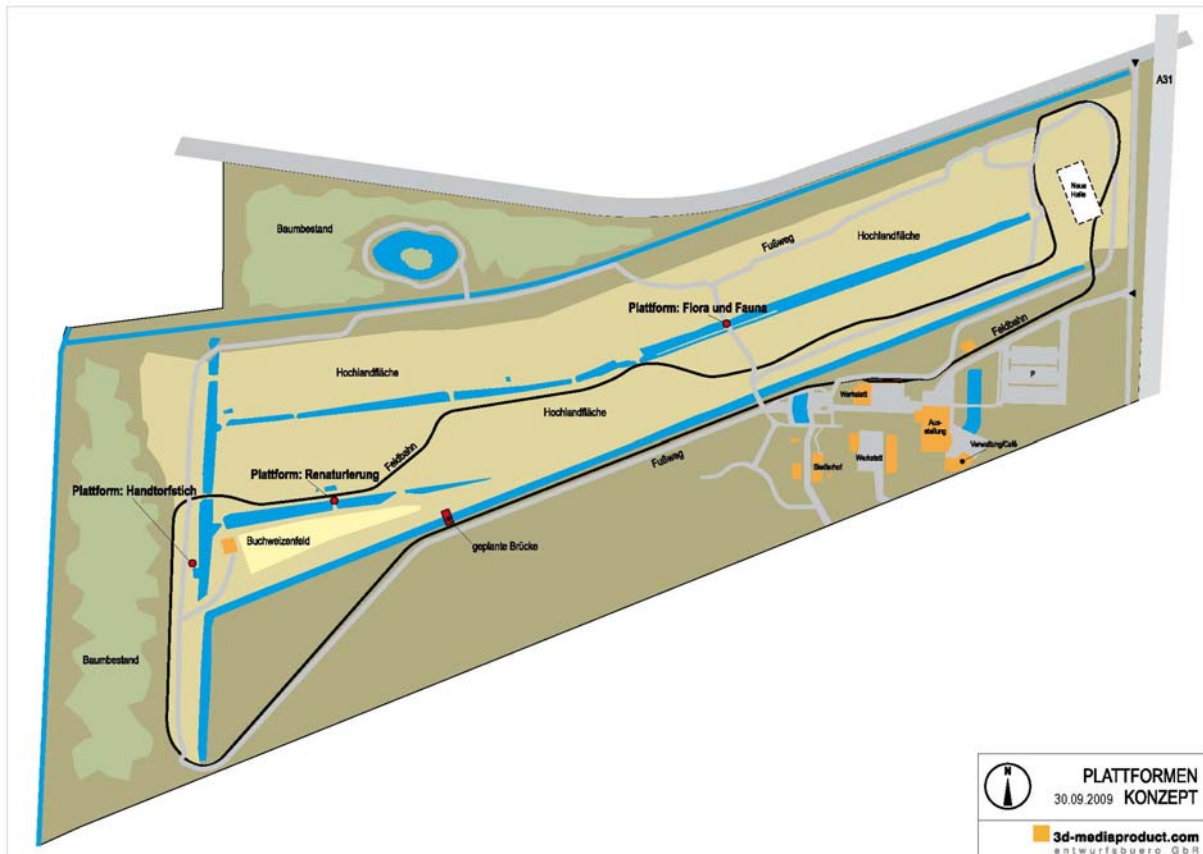 A31
Neue
Halle
Baumbestand
Fußweg
Hochlandfläche
Plattform: Flora und Fauna
Feldbahn
Hochlandfläche
P
Hochlandfläche
Werkstatt
Aus-
stellung
Feldbahn
Fußweg
Verwaltung/Café
Siedlerhof
Werkstatt
Plattform: Renaturierung
Plattform: Handtorfstich
Buchweizenfeld
geplante Brücke
Baumbestand
N
PLATTFORMEN
30.09.2009 KONZEPT
3d-mediaproduct.com
entwurfsbuero GbR